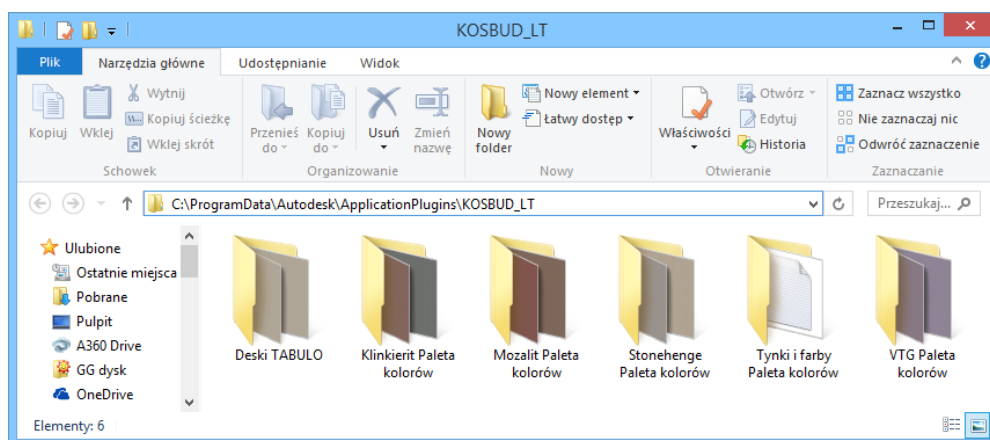 KOSBUD_LT
Plik Narzędzia główne Udostępnianie Widok
Kopiuj
Wklej
Wytnij
Kopiuj ścieżkę
Wklej skrót
Schowek
Przenieś do
Kopiuj do
Usuń
Zmień nazwę
Organizowanie
Nowy folder
Nowy element
Łatwy dostęp
Nowy
Właściwości
Otwórz
Edytuj
Historia
Otwieranie
Zaznacz wszystko
Nie zaznaczaj nic
Odwróć zaznaczenie
Zaznaczanie
C:\ProgramData\Autodesk\ApplicationPlugins\KOSBUD_LT
Przeszukaj...
Ulubione
Ostatnie miejsca
Pobrane
Pulpit
A360 Drive
GG dysk
OneDrive
Deski TABULO
Klinkierit Paleta
kolorów
Mozalit Paleta
kolorów
Stonehenge
Paleta kolorów
Tynki i farby
Paleta kolorów
VTG Paleta
kolorów
Elementy: 6